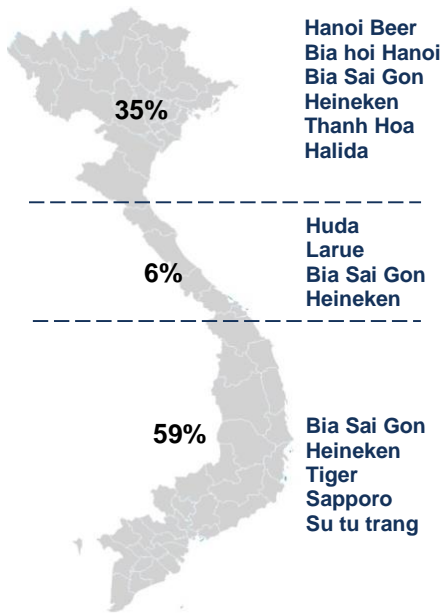 Hanoi Beer
Bia hoi Hanoi
Bia Sai Gon
Heineken
Thanh Hoa
Halida
35%
Huda
Larue
Bia Sai Gon
Heineken
6%
Bia Sai Gon
Heineken
Tiger
Sapporo
Su tu trang
59%